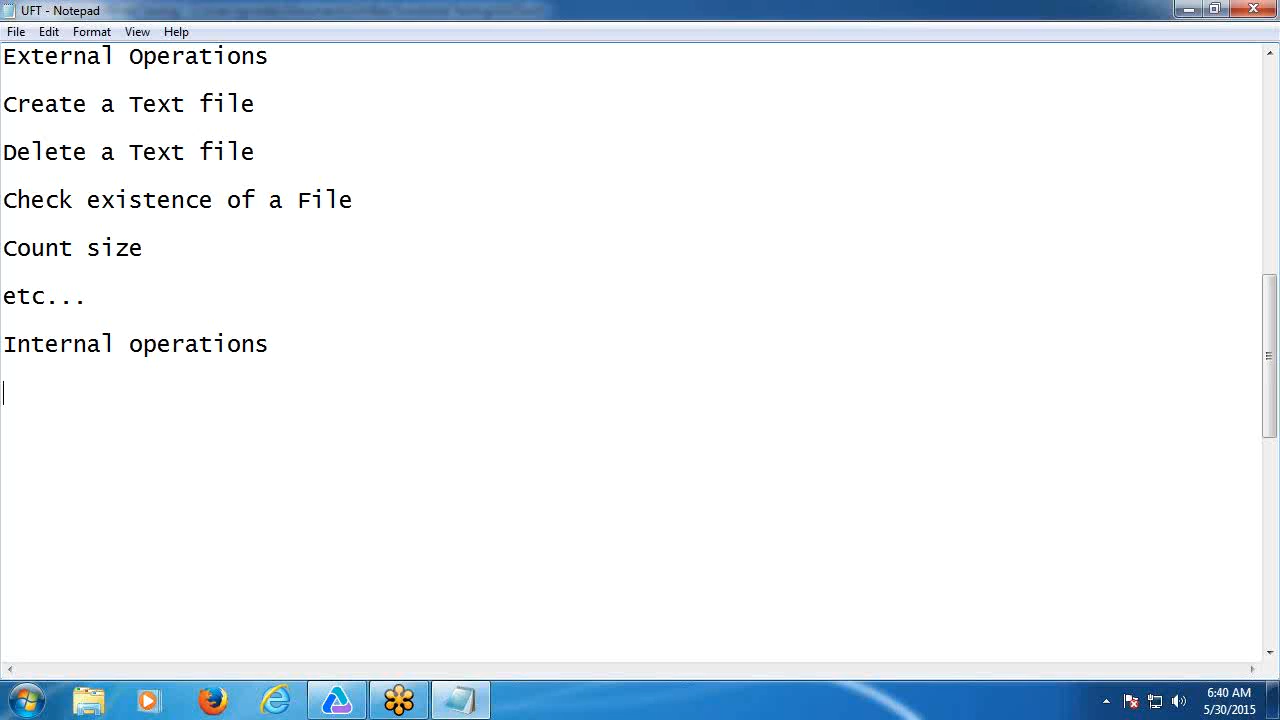 UFT - Notepad
File Edit Format View Help
External Operations
Create a Text file
Delete a Text file
Check existence of a File
Count size
etc...
Internal operations
6:40 AM
5/30/2015